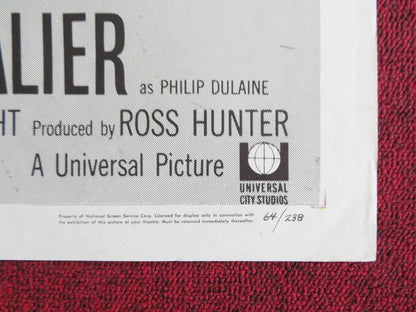 ALIER as PHILIP DULAINE
HT Produced by ROSS HUNTER
A Universal Picture
UNIVERSAL
CITY STUDIOS
Property of National Screen Service Corp. Licensed for display only in connection with
the exhibition of this picture at your theatre. Must be returned immediately thereafter.
64/238